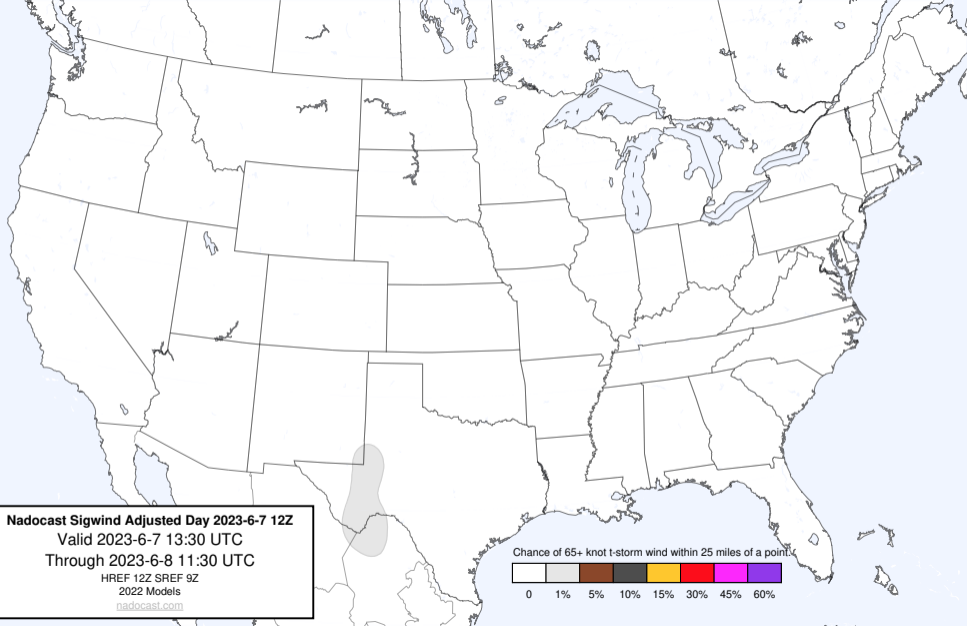 Nadocast Sigwind Adjusted Day 2023-6-7 12Z
Valid 2023-6-7 13:30 UTC
Through 2023-6-8 11:30 UTC
HREF 12Z SREF 9Z
2022 Models
nadocast.com
Chance of 65+ knot t-storm wind within 25 miles of a point.
0 1% 5% 10% 15% 30% 45% 60%